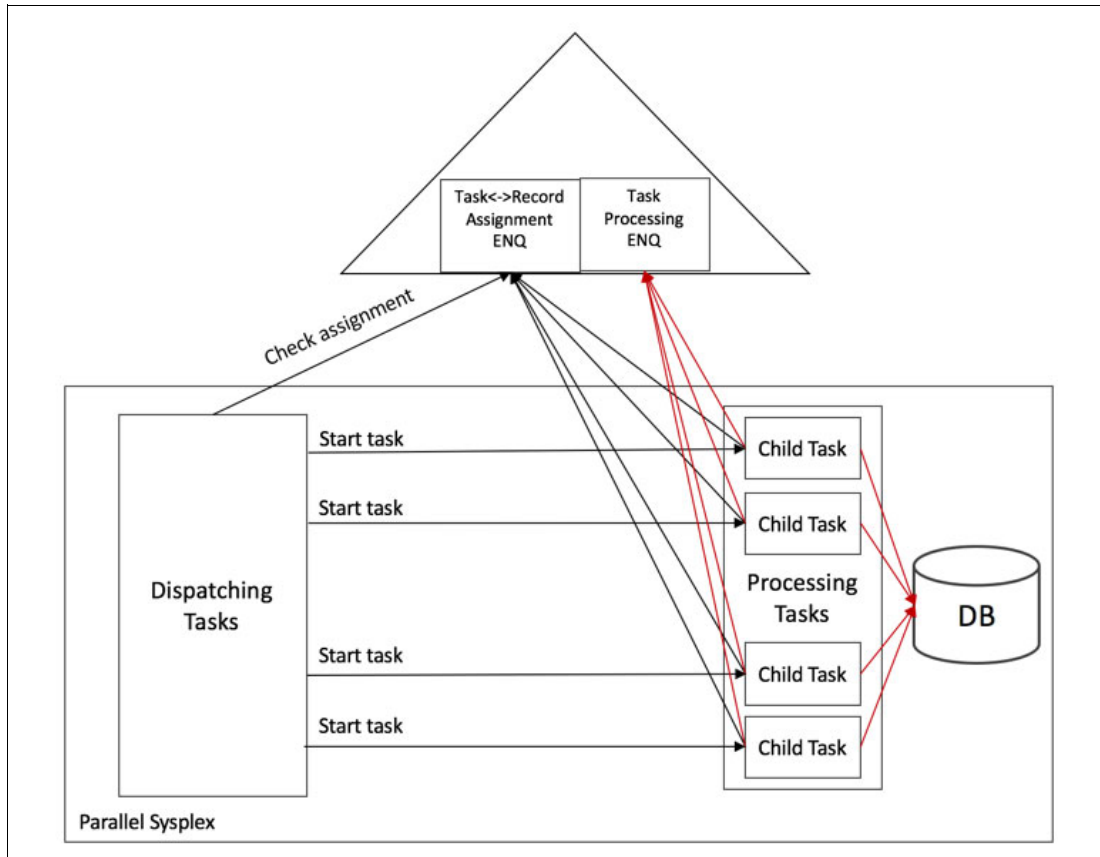 Task<->Record
Assignment
ENQ
Task
Processing
ENQ
Check assignment
Start task
Start task
Start task
Start task
Dispatching
Tasks
Child Task
Child Task
Processing
Tasks
Child Task
Child Task
DB
Parallel Sysplex